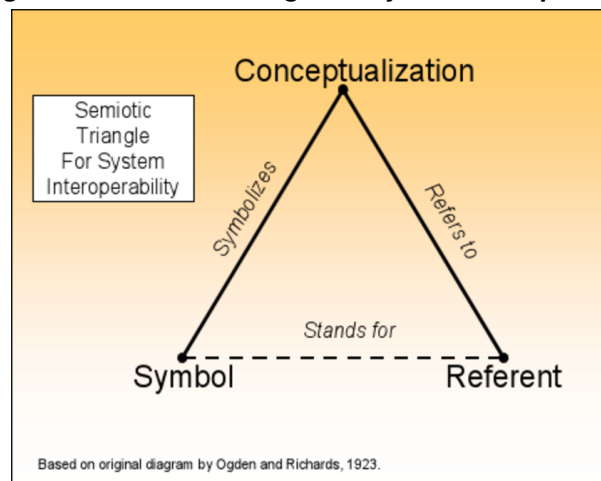 Conceptualization
Semiotic
Triangle
For System
Interoperability
Symbolizes
Refers to
Stands for
Symbol Referent
Based on original diagram by Ogden and Richards, 1923.